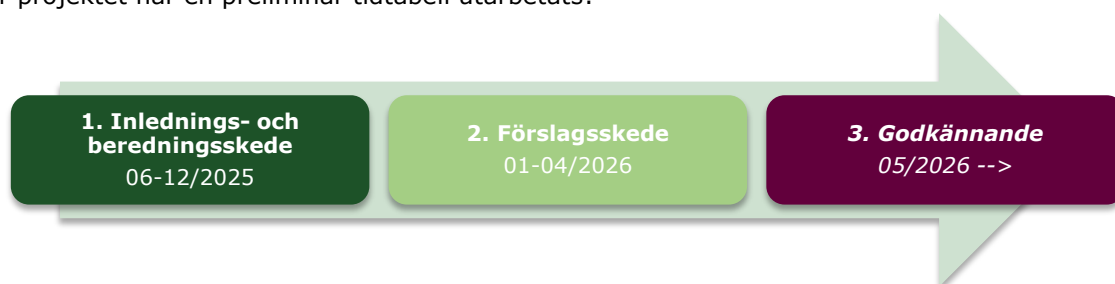 projektet har en preliminär tidtabell utarbetats.
1. Inlednings- och
beredningsskede
06-12/2025
2. Förslagsskede
01-04/2026
3. Godkännande
05/2026 -->